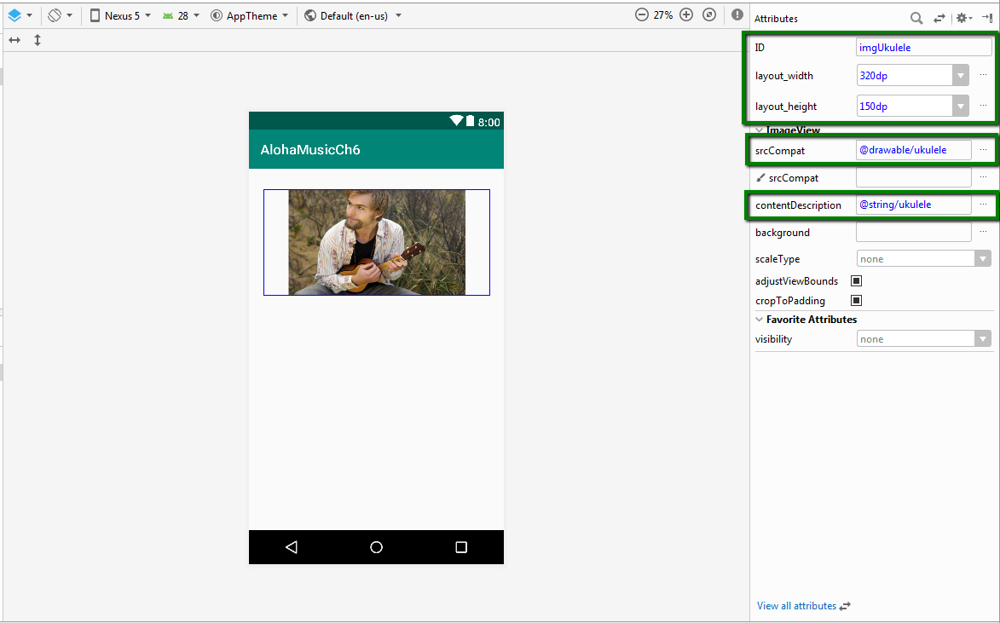 Nexus 5 28 AppTheme Default (en-us) 27%
8:00
AlohaMusicCh6
Attributes
ID imgUkulele
layout_width 320dp
layout_height 150dp
ImageView
srcCompat @drawable/ukulele
srcCompat
contentDescription @string/ukulele
background
scaleType none
adjustViewBounds
cropToPadding
Favorite Attributes
visibility none
View all attributes